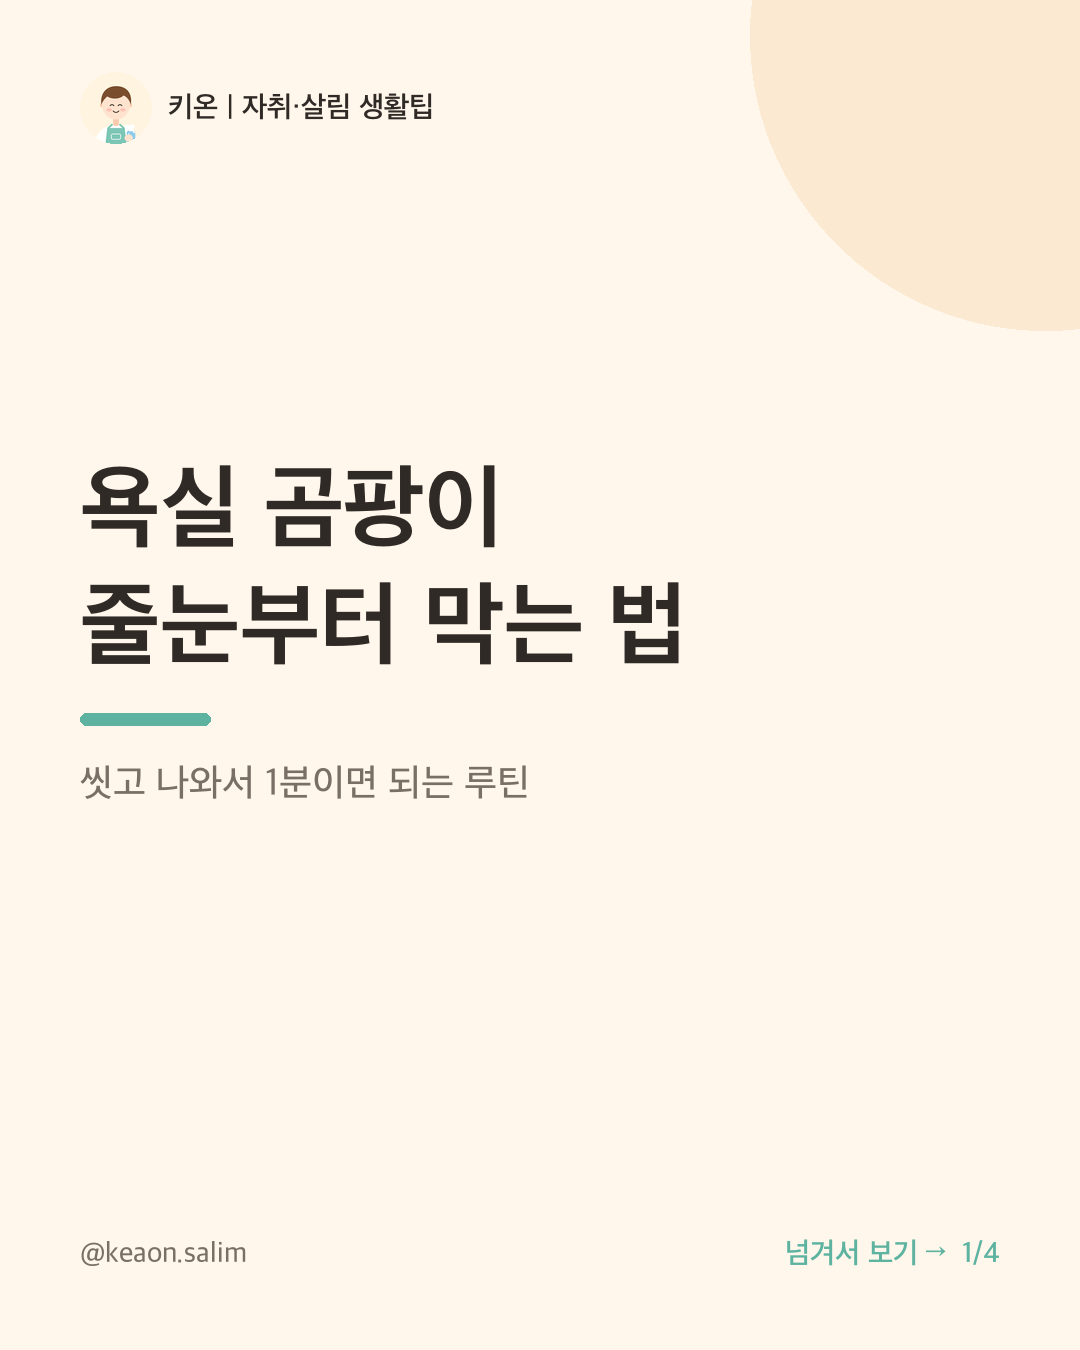 키온 | 자취·살림 생활팁
욕실 곰팡이
줄눈부터 막는 법
씻고 나와서 1분이면 되는 루틴
@keaon.salim
넘겨서 보기 → 1/4